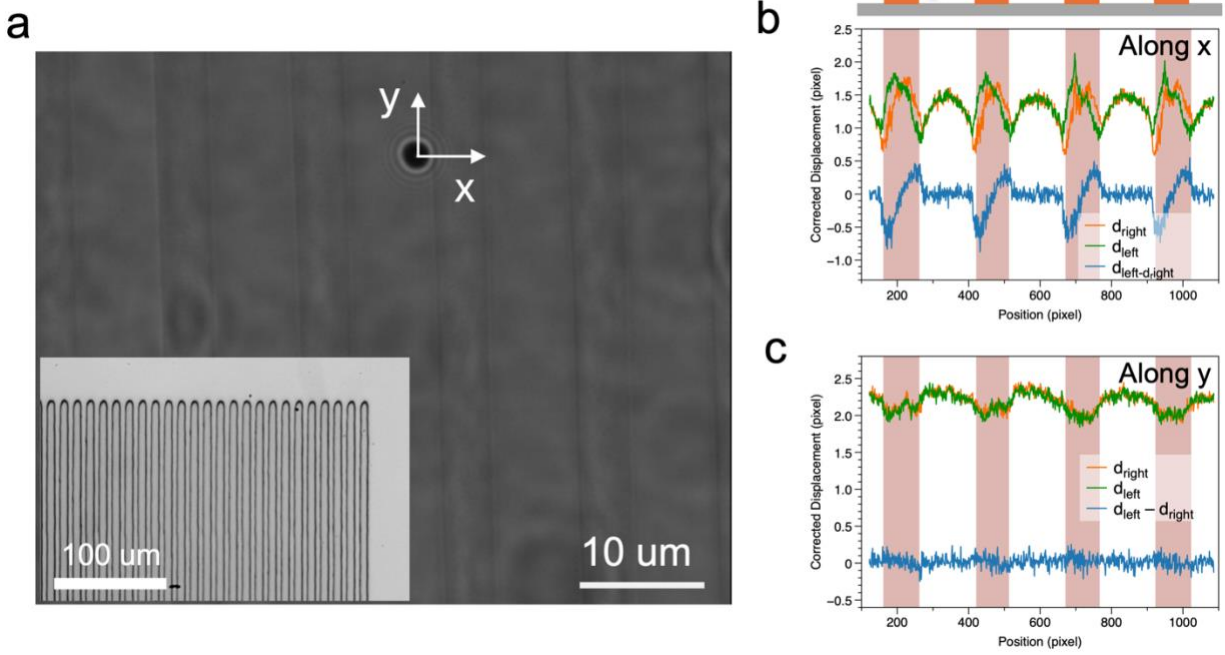 a
y
x
100 um
10 um
b
Along x
2.5
2.0
1.5
1.0
0.5
0
−0.5
−1.0
Corrected Displacement (pixel)
d_right
d_left
d_left-d_right
200 400 600 800 1000
Position (pixel)
c
Along y
2.5
2.0
1.5
1.0
0.5
0
−0.5
Corrected Displacement (pixel)
d_right
d_left
d_left − d_right
200 400 600 800 1000
Position (pixel)